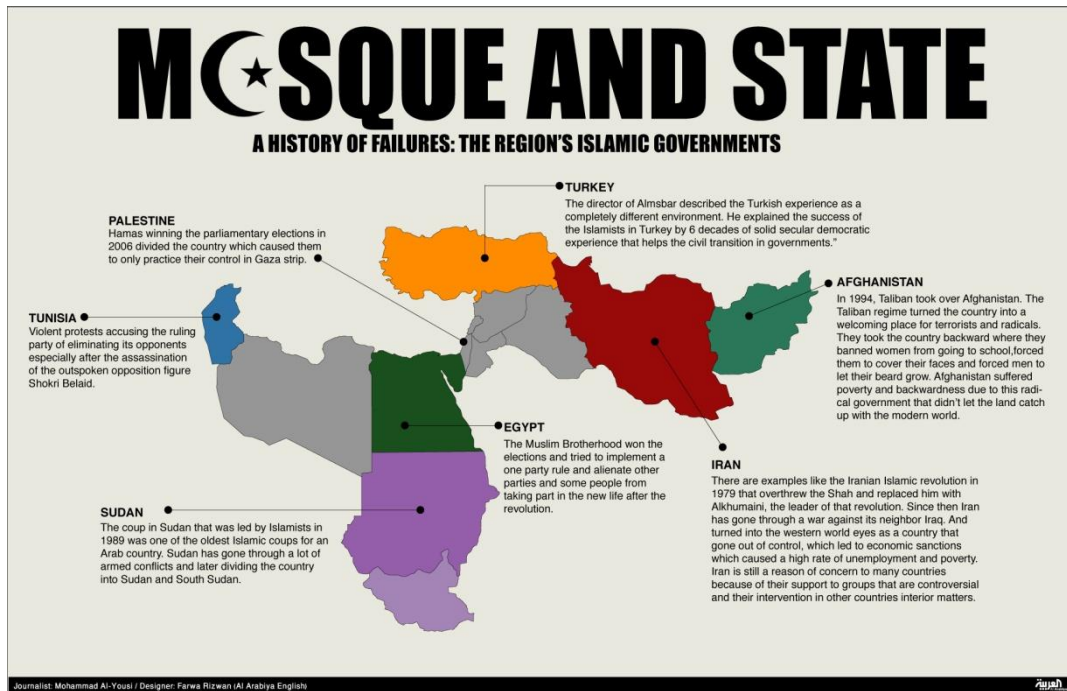 MOSQUE AND STATE
A HISTORY OF FAILURES: THE REGION'S ISLAMIC GOVERNMENTS
TURKEY
The director of Almsbar described the Turkish experience as a
completely different environment. He explained the success of
the Islamists in Turkey by 6 decades of solid secular democratic
experience that helps the civil transition in governments.”
PALESTINE
Hamas winning the parliamentary elections in
2006 divided the country which caused them
to only practice their control in Gaza strip.
AFGHANISTAN
In 1994, Taliban took over Afghanistan. The
Taliban regime turned the country into a
welcoming place for terrorists and radicals.
They took the country backward where they
banned women from going to school,forced
them to cover their faces and forced men to
let their beard grow. Afghanistan suffered
poverty and backwardness due to this radi-
cal government that didn't let the land catch
up with the modern world.
TUNISIA
Violent protests accusing the ruling
party of eliminating its opponents
especially after the assassination
of the outspoken opposition figure
Shokri Belaid.
EGYPT
The Muslim Brotherhood won the
elections and tried to implement a
one party rule and alienate other
parties and some people from
taking part in the new life after the
revolution.
IRAN
There are examples like the Iranian Islamic revolution in
1979 that overthrew the Shah and replaced him with
Alkhumaini, the leader of that revolution. Since then Iran
has gone through a war against its neighbor Iraq. And
turned into the western world eyes as a country that
gone out of control, which led to economic sanctions
which caused a high rate of unemployment and poverty.
Iran is still a reason of concern to many countries
because of their support to groups that are controversial
and their intervention in other countries interior matters.
SUDAN
The coup in Sudan that was led by Islamists in
1989 was one of the oldest Islamic coups for an
Arab country. Sudan has gone through a lot of
armed conflicts and later dividing the country
into Sudan and South Sudan.
Journalist: Mohammad Al-Yousi / Designer: Farwa Rizwan (Al Arabiya English)
العربية